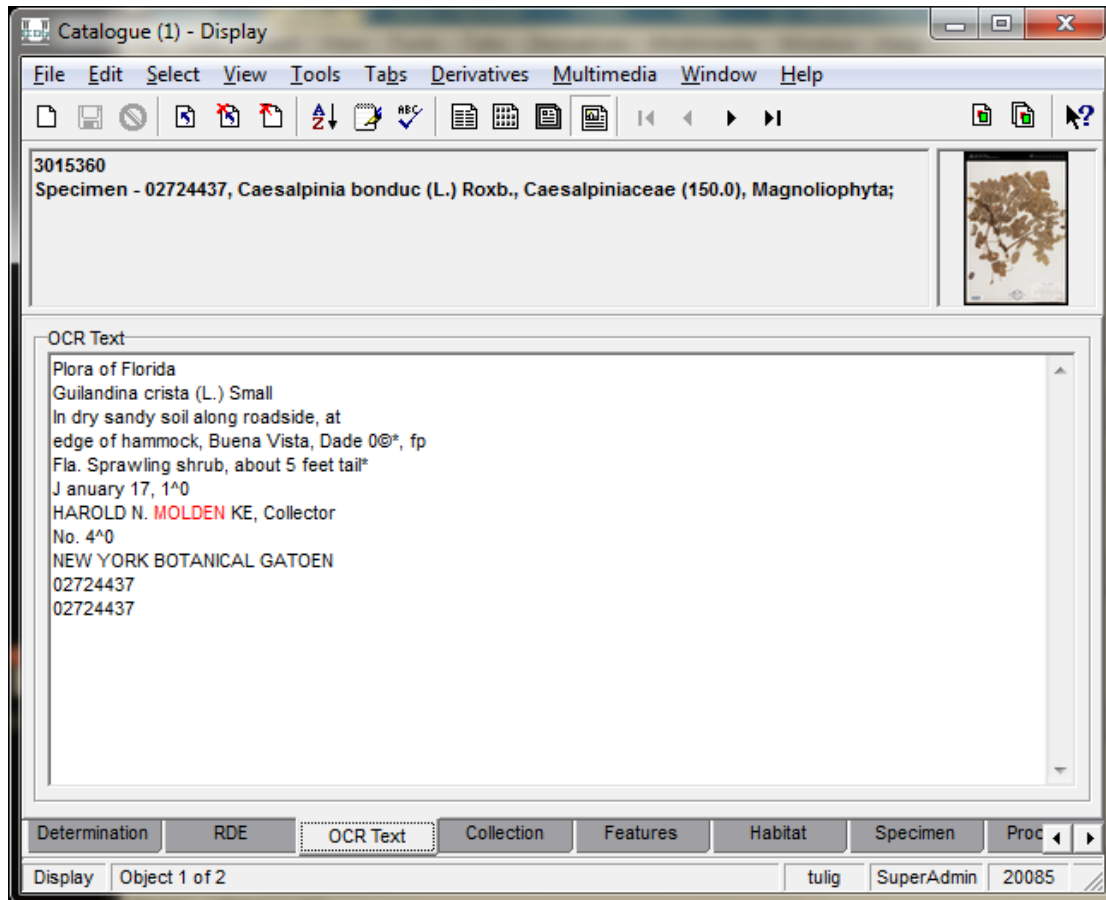 Catalogue (1) - Display
File Edit Select View Tools Tabs Derivatives Multimedia Window Help
3015360
Specimen - 02724437, Caesalpinia bonduc (L.) Roxb., Caesalpiniaceae (150.0), Magnoliophyta;
OCR Text
Plora of Florida
Guilandina crista (L.) Small
In dry sandy soil along roadside, at
edge of hammock, Buena Vista, Dade 0©*, fp
Fla. Sprawling shrub, about 5 feet tail*
J anuary 17, 1^0
HAROLD N. MOLDEN KE, Collector
No. 4^0
NEW YORK BOTANICAL GATOEN
02724437
02724437
Determination RDE OCR Text Collection Features Habitat Specimen Proc
Display Object 1 of 2 tulig SuperAdmin 20085